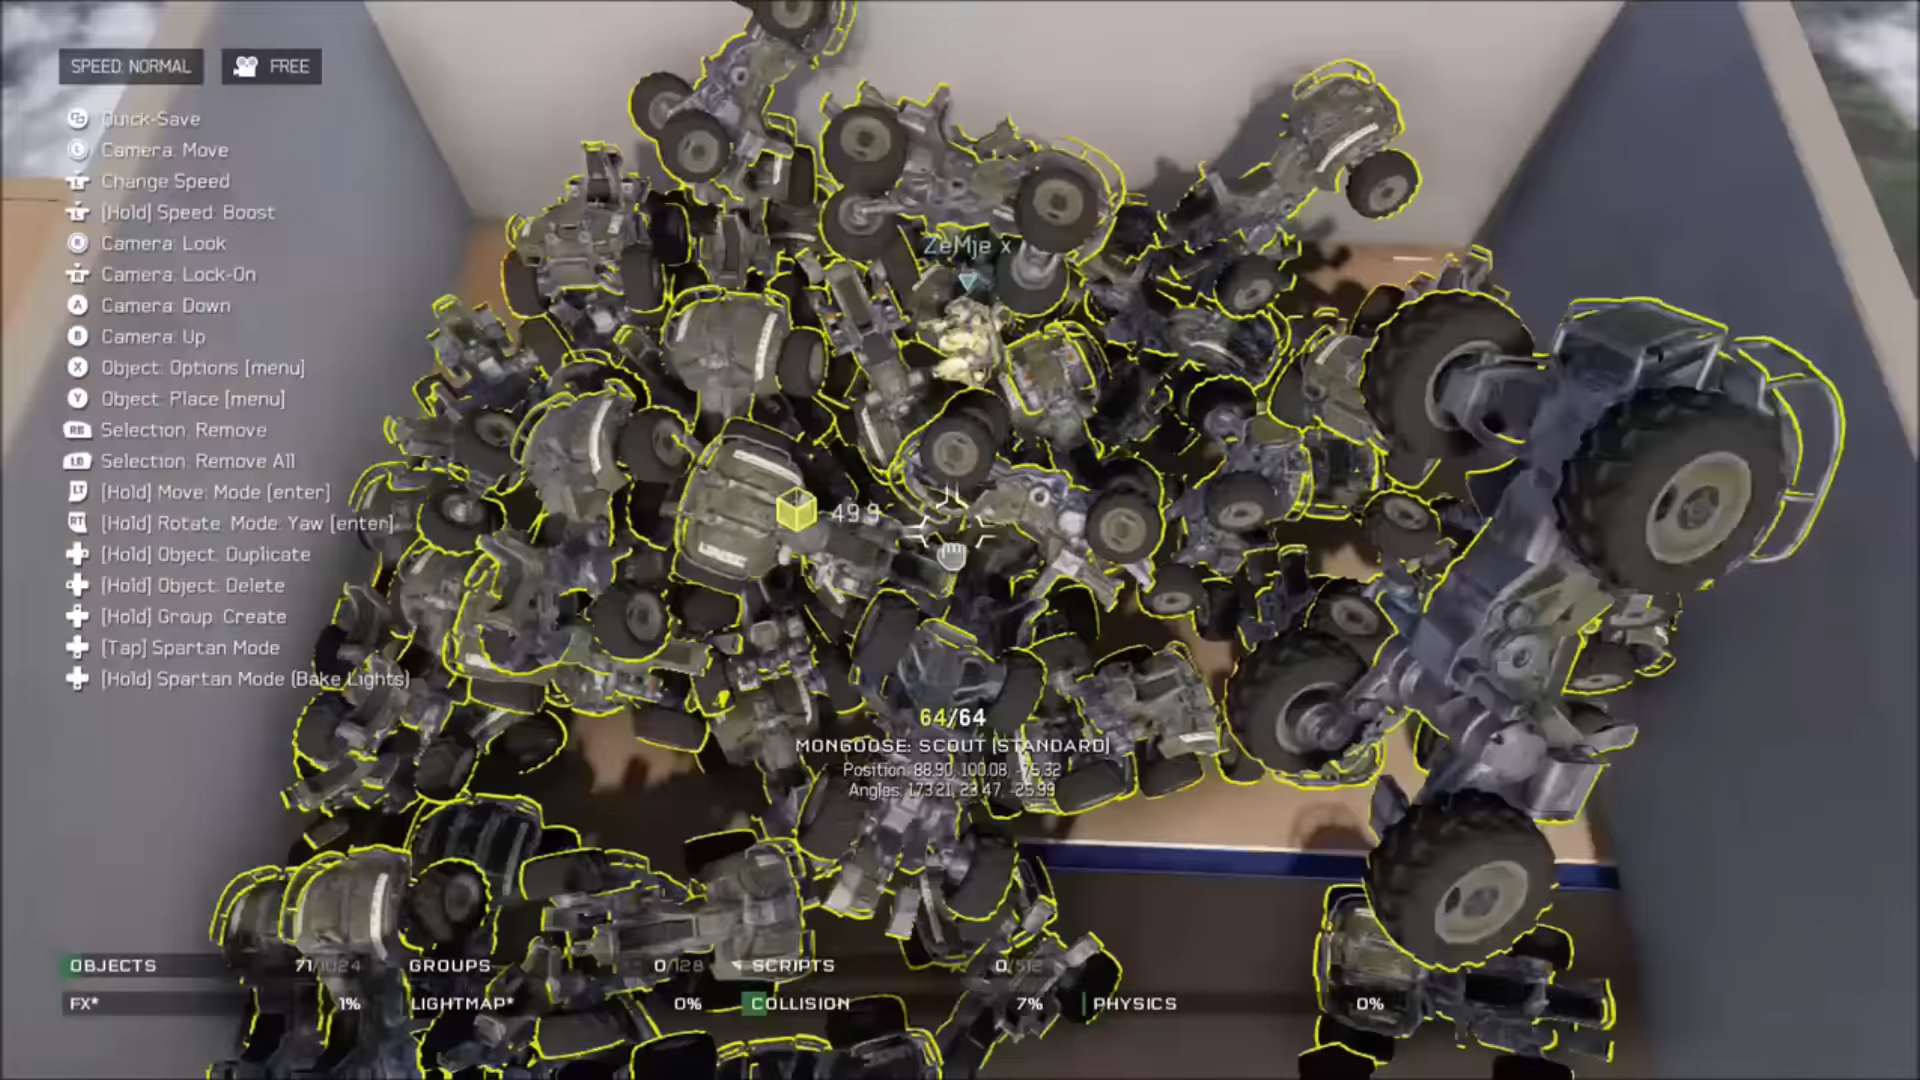 SPEED: NORMAL
FREE
Quick-Save
Camera: Move
Change Speed
[Hold] Speed: Boost
Camera: Look
Camera: Lock-On
Camera: Down
Camera: Up
Object: Options [menu]
Object: Place [menu]
Selection: Remove
Selection: Remove All
[Hold] Move: Mode [enter]
[Hold] Rotate Mode: Yaw [enter]
[Hold] Object: Duplicate
[Hold] Object: Delete
[Hold] Group: Create
[Tap] Spartan Mode
[Hold] Spartan Mode (Bake Lights)
ZeMje x
49.9
64/64
MONGOOSE: SCOUT (STANDARD)
Position: 88.90, 100.08, -75.32
Angles: 173.21, 23.47, -25.99
OBJECTS 71/1024 GROUPS 0/128 SCRIPTS 0/512
FX* 1% LIGHTMAP* 0% COLLISION 7% PHYSICS 0%